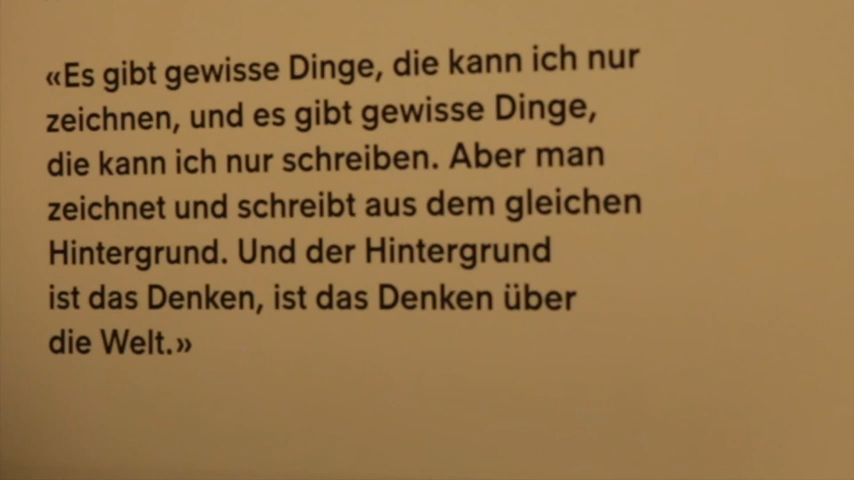 «Es gibt gewisse Dinge, die kann ich nur
zeichnen, und es gibt gewisse Dinge,
die kann ich nur schreiben. Aber man
zeichnet und schreibt aus dem gleichen
Hintergrund. Und der Hintergrund
ist das Denken, ist das Denken über
die Welt.»